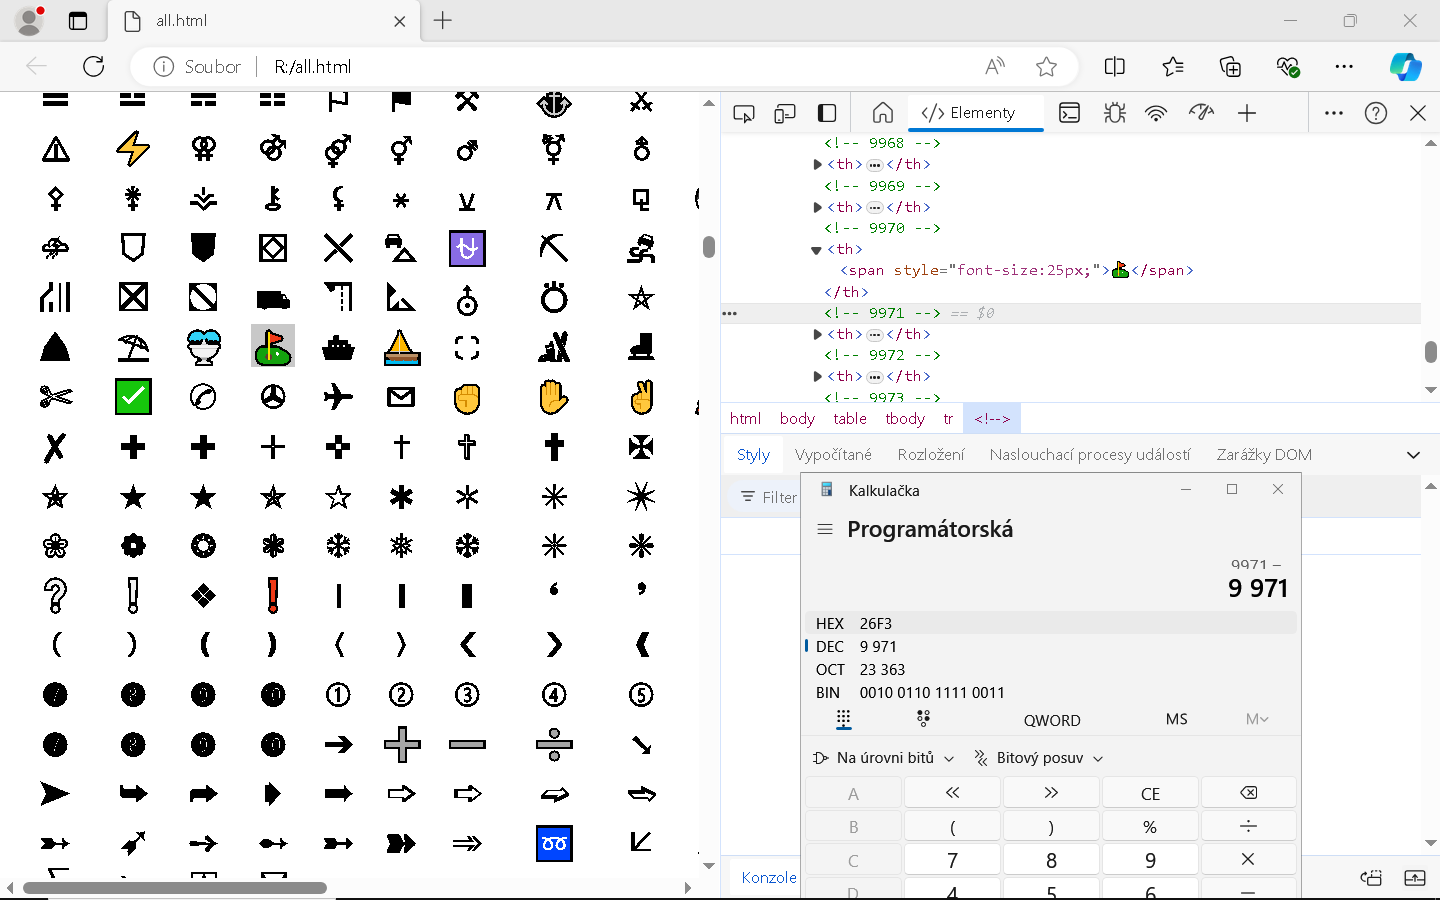 all.html
Soubor R:/all.html
Elementy
<!-- 9968 -->
<th> ••• </th>
<!-- 9969 -->
<th> ••• </th>
<!-- 9970 -->
<th>
<span style="font-size:25px;">⛳</span>
</th>
<!-- 9971 --> == $0
<th> ••• </th>
<!-- 9972 -->
<th> ••• </th>
<!-- 9973 -->
html body table tbody tr <!-->
Styly Vypočítané Rozložení Naslouchací procesy událostí Zarážky DOM
Filter
Kalkulačka
Programátorská
9971 =
9 971
HEX 26F3
DEC 9 971
OCT 23 363
BIN 0010 0110 1111 0011
QWORD MS M
Na úrovni bitů Bitový posuv
A « » CE
B ( ) % ÷
C 7 8 9 ×
D 4 5 6 −
Konzole
① ② ③ ④ ⑤